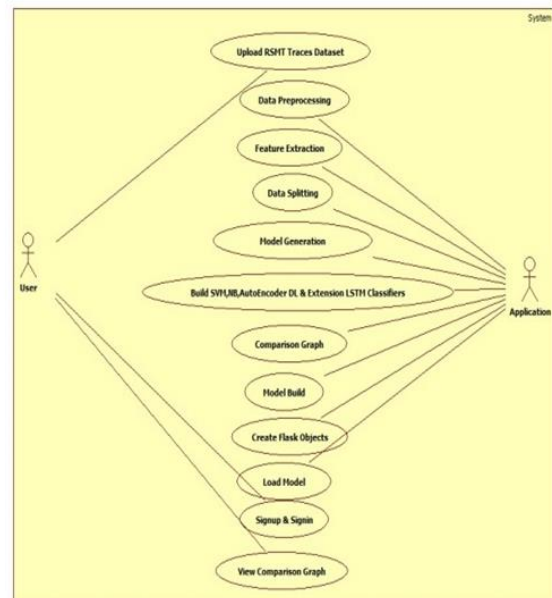 System
Upload RSMT Traces Dataset
Data Preprocessing
Feature Extraction
Data Splitting
Model Generation
User
Build SVM,NB,AutoEncoder DL & Extension LSTM Classifiers
Application
Comparison Graph
Model Build
Create Flask Objects
Load Model
Signup & Signin
View Comparison Graph